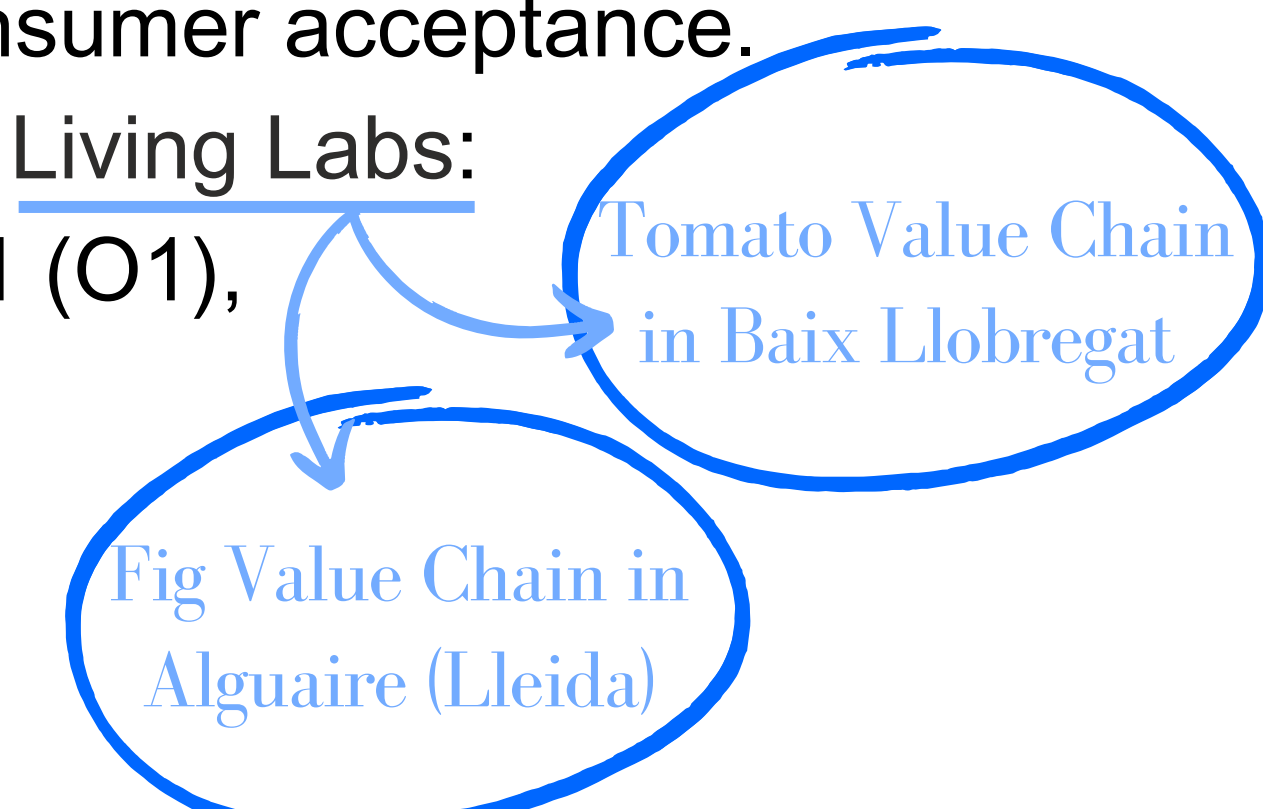 nsumer acceptance.
Living Labs:
(O1),
Tomato Value Chain
in Baix Llobregat
Fig Value Chain in
Alguaire (Lleida)